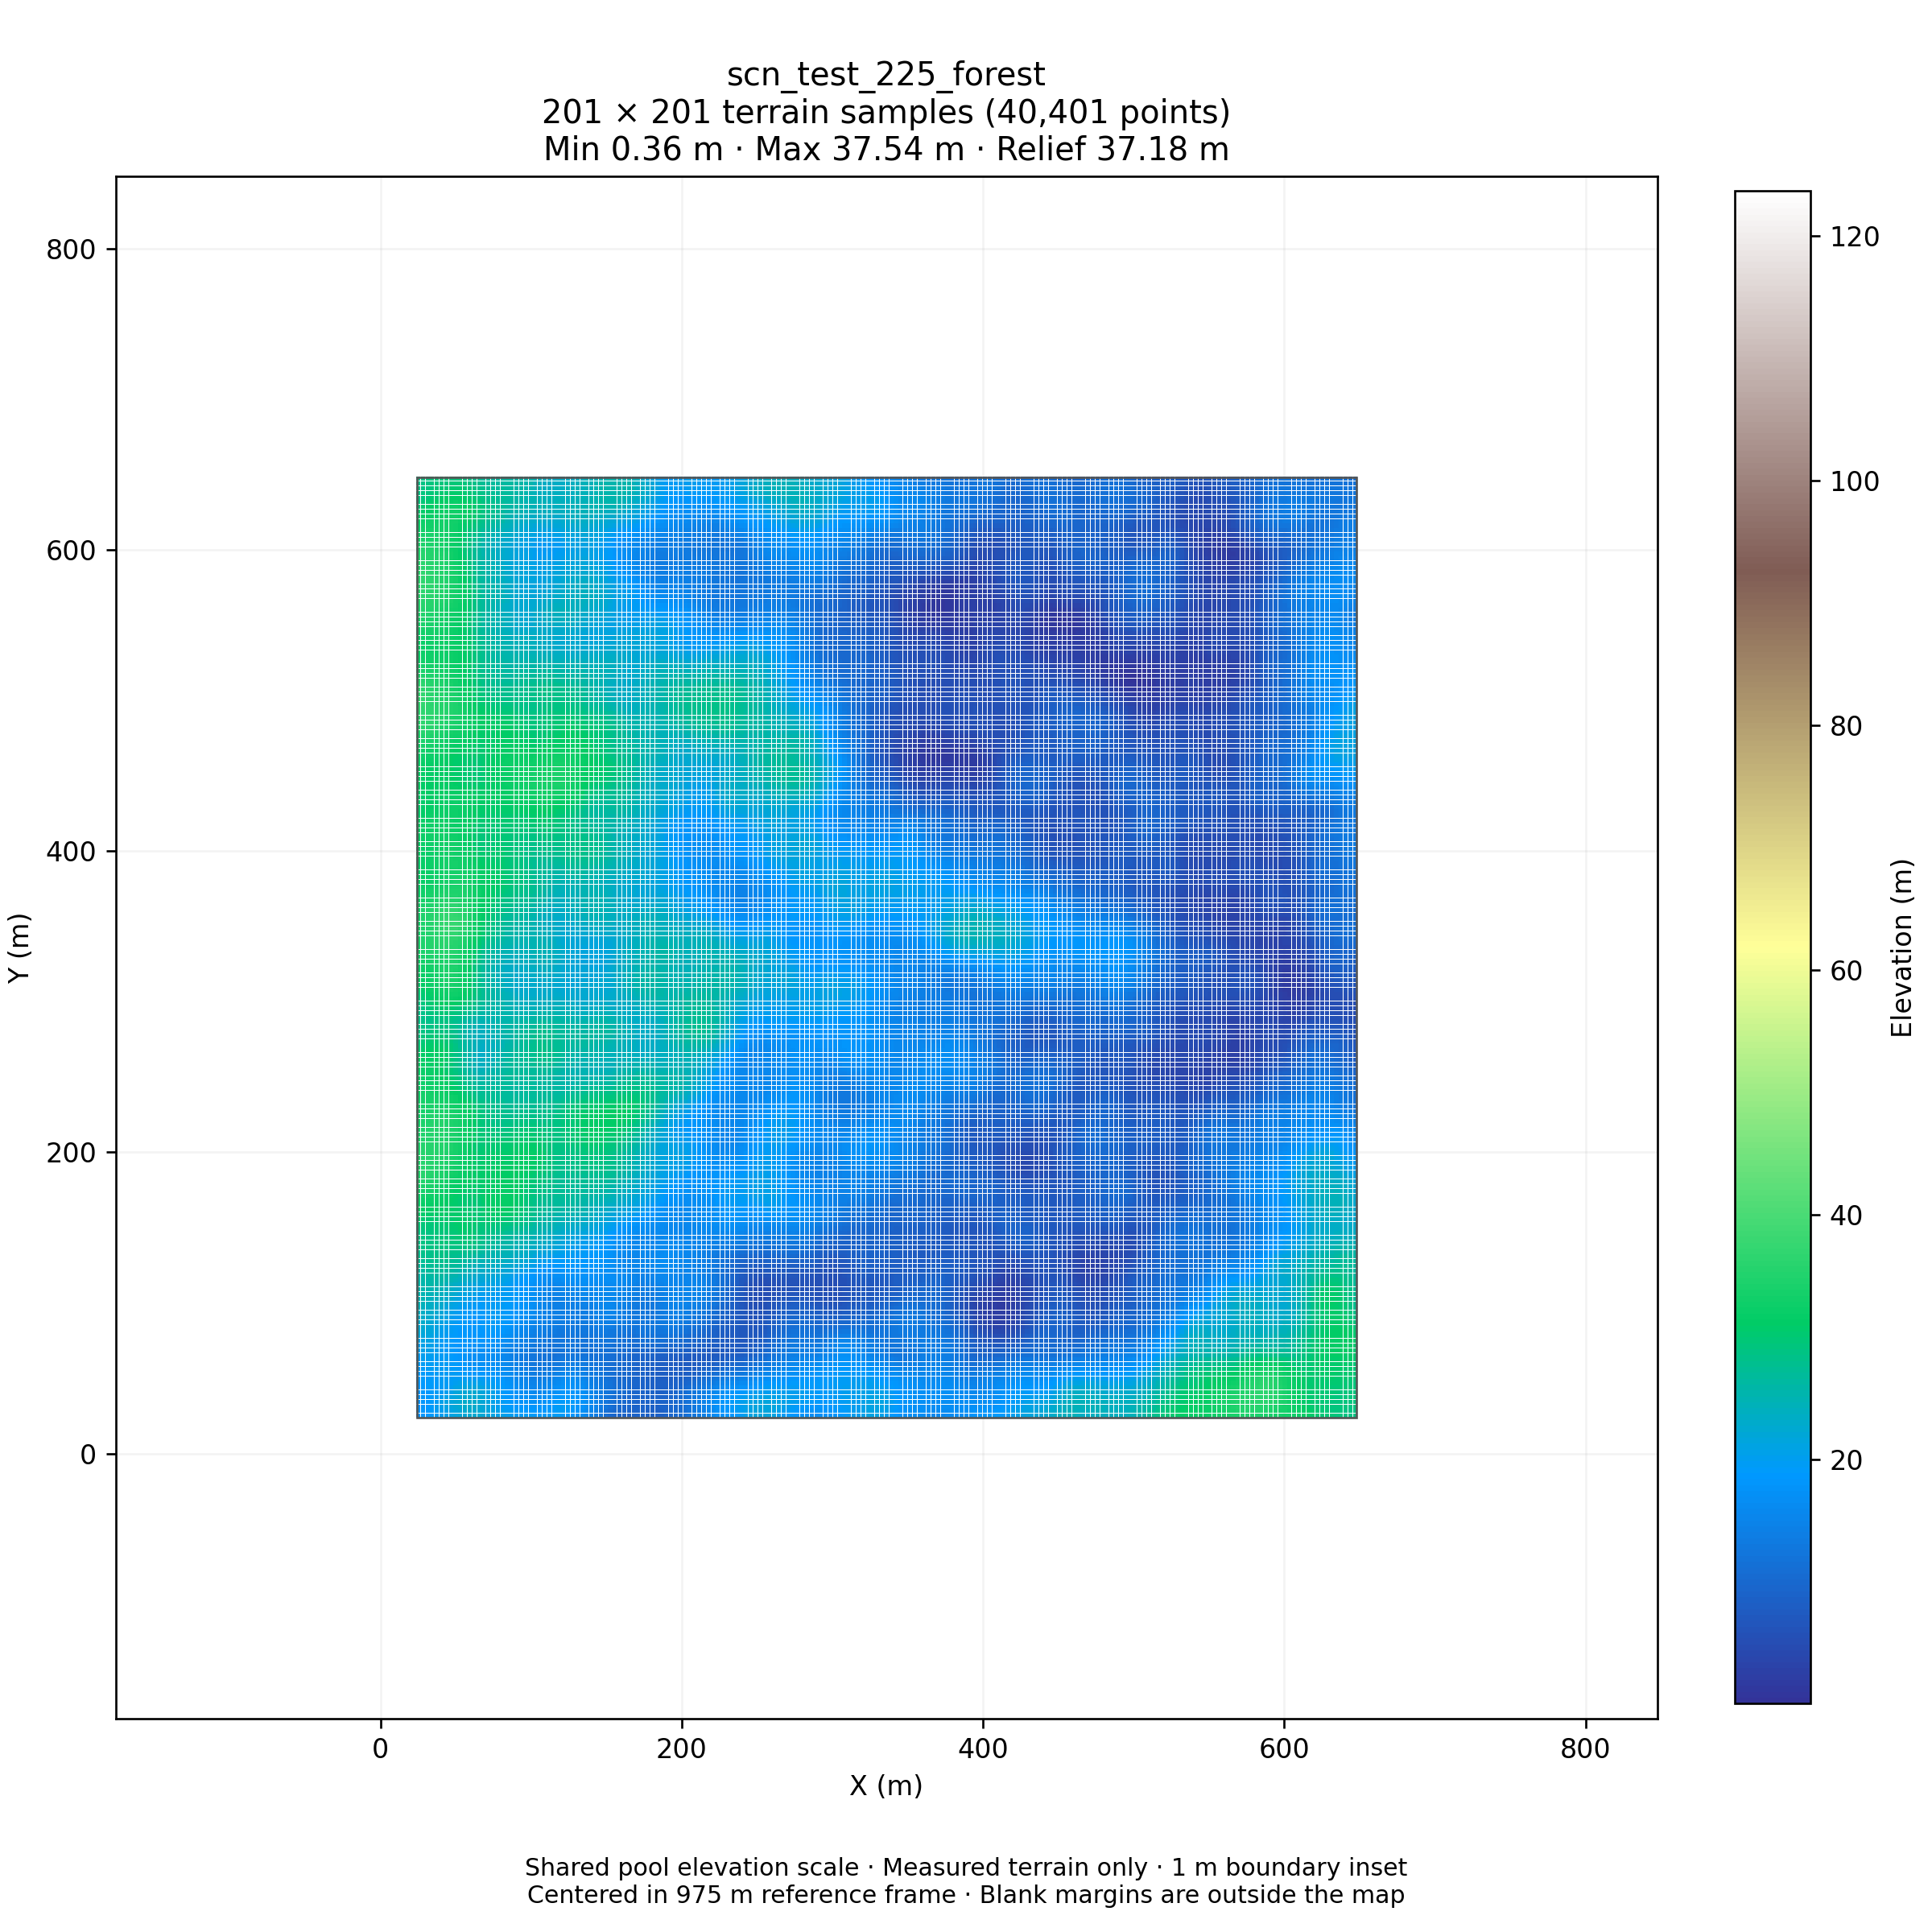 scn_test_225_forest
201 × 201 terrain samples (40,401 points)
Min 0.36 m · Max 37.54 m · Relief 37.18 m
800
600
400
200
0
Y (m)
0
200
400
600
800
X (m)
120
100
80
60
40
20
Elevation (m)
Shared pool elevation scale · Measured terrain only · 1 m boundary inset
Centered in 975 m reference frame · Blank margins are outside the map